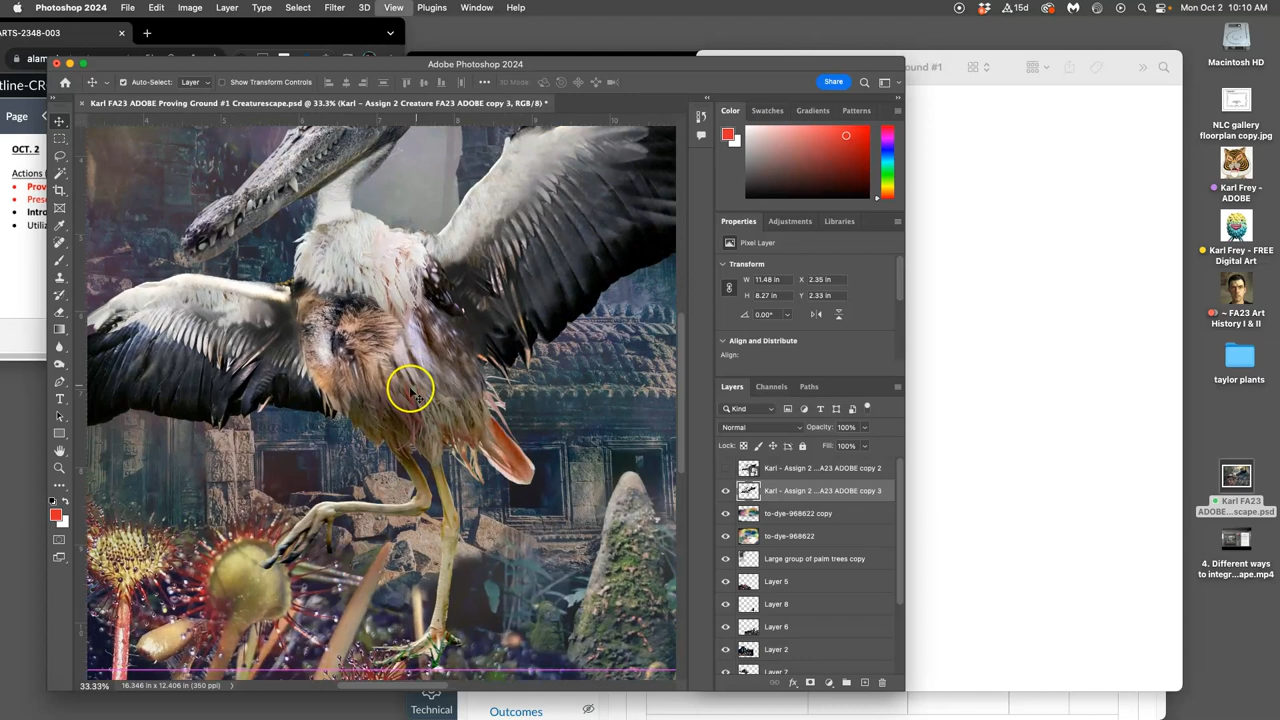 Photoshop 2024 File Edit Image Layer Type Select Filter 3D View Plugins Window Help 15d Mon Oct 2 10:10 AM
ARTS-2348-003
Adobe Photoshop 2024
Auto-Select: Layer Show Transform Controls 3D Mode: Share
Karl FA23 ADOBE Proving Ground #1 Creaturescape.psd @ 33.3% (Karl – Assign 2 Creature FA23 ADOBE copy 3, RGB/8) *
Page:
OCT. 2
Actions
Color Swatches Gradients Patterns
Properties Adjustments Libraries
Pixel Layer
Transform
W 11.48 in X 2.35 in
H 8.27 in Y 2.33 in
0.00°
Align and Distribute
Align:
Layers Channels Paths
Kind
Normal Opacity: 100%
Lock: Fill: 100%
Karl – Assign 2 ...A23 ADOBE copy 2
Karl – Assign 2 ...A23 ADOBE copy 3
to-dye-968622 copy
to-dye-968622
Large group of palm trees copy
Layer 5
Layer 8
Layer 6
Layer 2
Layer 7
33.33% 16.346 in x 12.406 in (350 ppi)
Technical
Outcomes
Macintosh HD
NLC gallery
floorplan copy.jpg
Karl Frey -
ADOBE
Karl Frey - FREE
Digital Art
~ FA23 Art
History I & II
taylor plants
Karl FA23
ADOBE...scape.psd
4. Different ways
to integr...ape.mp4